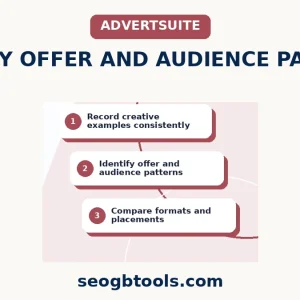 ADVERTSUITE
Y OFFER AND AUDIENCE PA
1
Record creative
examples consistently
2
Identify offer and
audience patterns
3
Compare formats and
placements
seogbtools.com